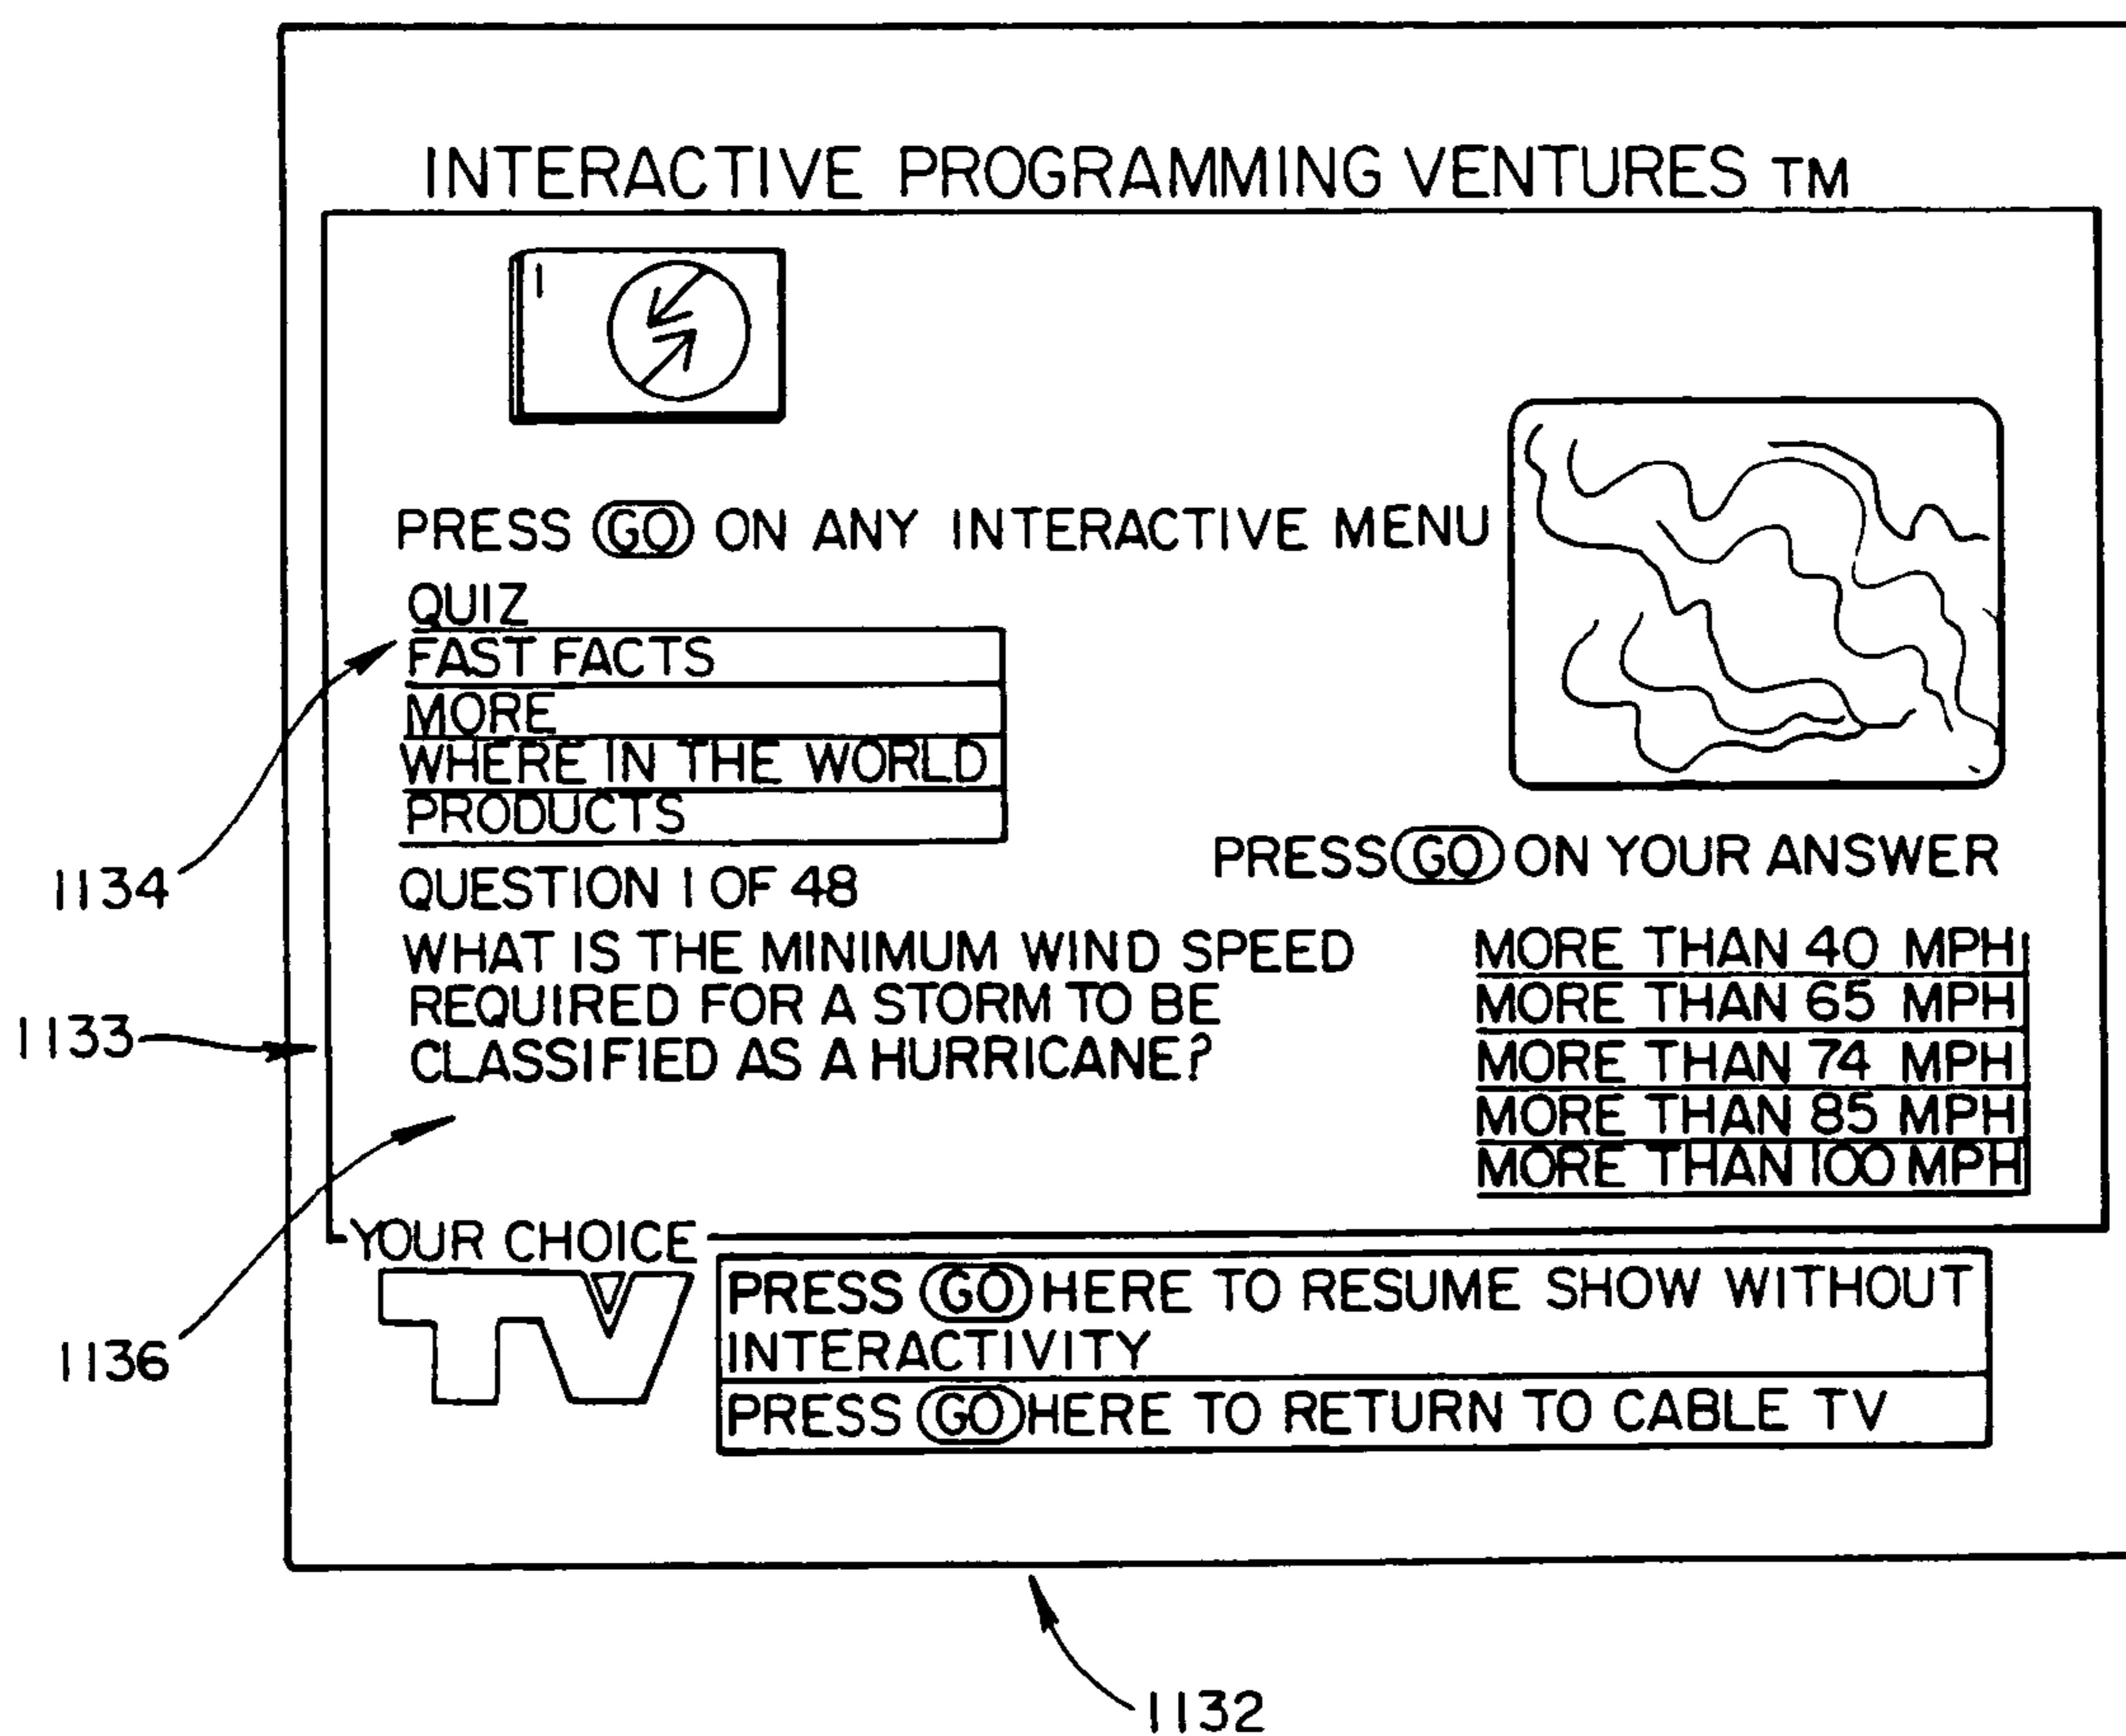 INTERACTIVE PROGRAMMING VENTURES TM
PRESS GO ON ANY INTERACTIVE MENU
QUIZ
FAST FACTS
MORE
WHERE IN THE WORLD
PRODUCTS
1134
QUESTION 1 OF 48
WHAT IS THE MINIMUM WIND SPEED
REQUIRED FOR A STORM TO BE
CLASSIFIED AS A HURRICANE?
PRESS GO ON YOUR ANSWER
MORE THAN 40 MPH
MORE THAN 65 MPH
MORE THAN 74 MPH
MORE THAN 85 MPH
MORE THAN 100 MPH
1133
1136
YOUR CHOICE
TV
PRESS GO HERE TO RESUME SHOW WITHOUT
INTERACTIVITY
PRESS GO HERE TO RETURN TO CABLE TV
1132